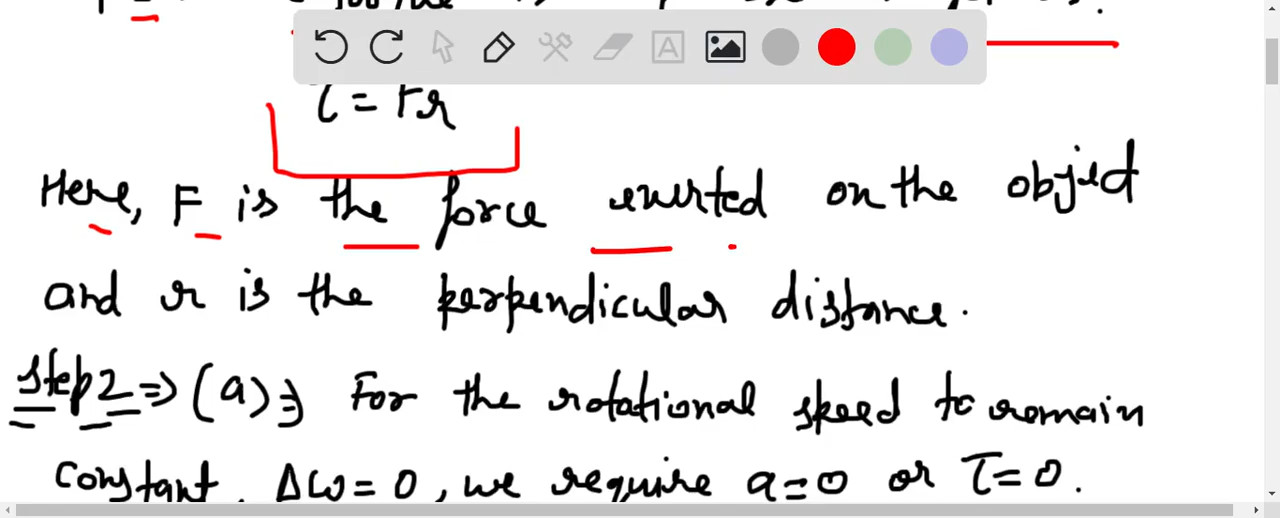 τ = Fr
Here, F is the force exerted on the object
and r is the perpendicular distance.
Step 2 ⇒ (a) ⇒ For the rotational speed to remain
constant, Δω = 0, we require a = 0 or τ = 0.